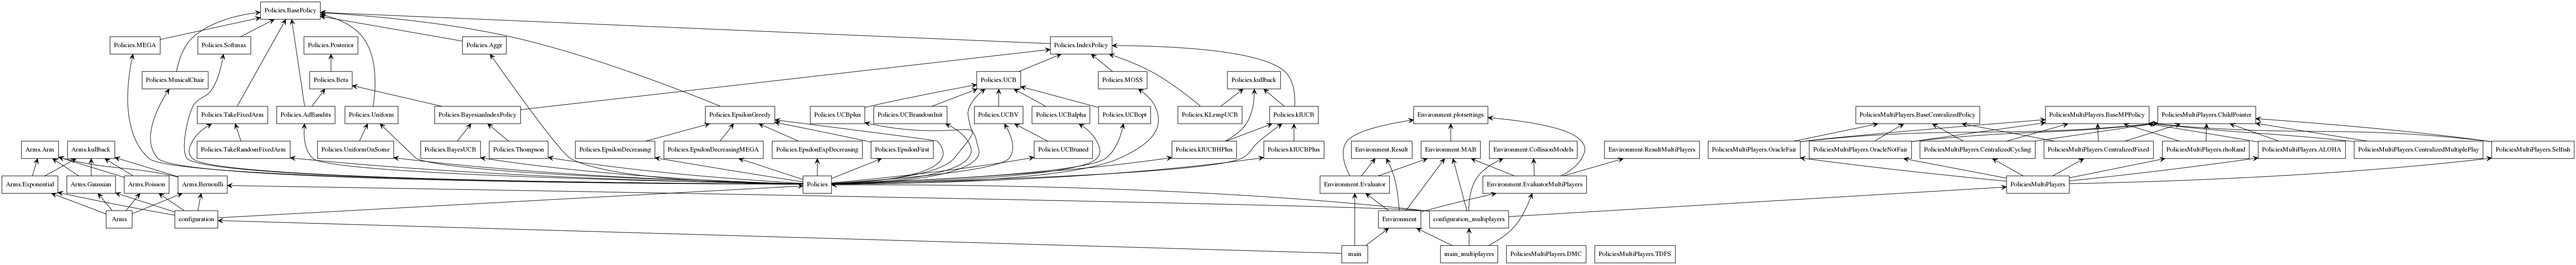 Policies.BasePolicy
Policies.MEGA
Policies.Softmax
Policies.Posterior
Policies.Aggr
Policies.IndexPolicy
Policies.MusicalChair
Policies.Beta
Policies.UCB
Policies.MOSS
Policies.kullback
Policies.TakeFixedArm
Policies.AdBandits
Policies.Uniform
Policies.BayesianIndexPolicy
Policies.EpsilonGreedy
Policies.UCBplus
Policies.UCBrandomInit
Policies.UCBV
Policies.UCBalpha
Policies.UCBopt
Policies.KLempUCB
Policies.klUCB
Environment.plotsettings
PoliciesMultiPlayers.BaseCentralizedPolicy
PoliciesMultiPlayers.BaseMPPolicy
PoliciesMultiPlayers.ChildPointer
Arms.Arm
Arms.kullback
Policies.TakeRandomFixedArm
Policies.UniformOnSome
Policies.BayesUCB
Policies.Thompson
Policies.EpsilonDecreasing
Policies.EpsilonDecreasingMEGA
Policies.EpsilonExpDecreasing
Policies.EpsilonFirst
Policies.UCBtuned
Policies.klUCBHPlus
Policies.klUCBPlus
Environment.Result
Environment.MAB
Environment.CollisionModels
Environment.ResultMultiPlayers
PoliciesMultiPlayers.OracleFair
PoliciesMultiPlayers.OracleNotFair
PoliciesMultiPlayers.CentralizedCycling
PoliciesMultiPlayers.CentralizedFixed
PoliciesMultiPlayers.rhoRand
PoliciesMultiPlayers.ALOHA
PoliciesMultiPlayers.CentralizedMultiplePlay
PoliciesMultiPlayers.Selfish
Arms.Exponential
Arms.Gaussian
Arms.Poisson
Arms.Bernoulli
Policies
Environment.Evaluator
Environment.EvaluatorMultiPlayers
PoliciesMultiPlayers
Arms
configuration
Environment
configuration_multiplayers
main
main_multiplayers
PoliciesMultiPlayers.DMC
PoliciesMultiPlayers.TDFS